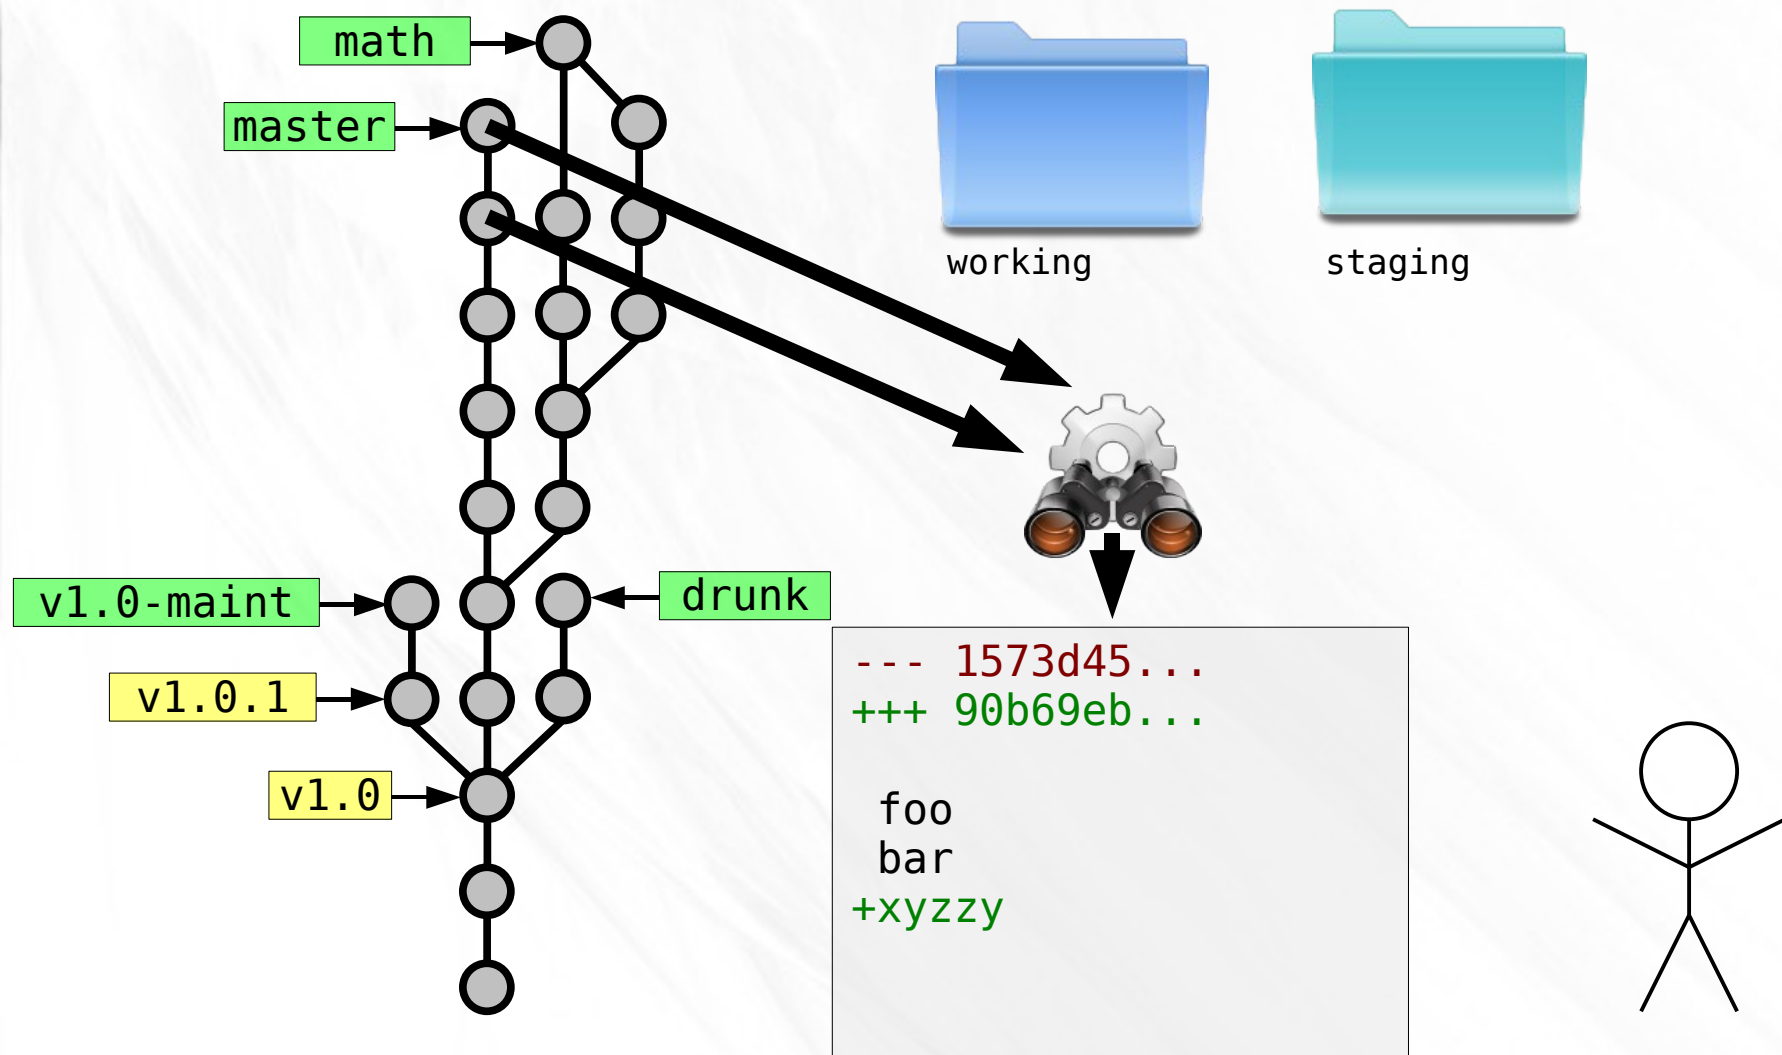 math
master
working
staging
v1.0-maint
drunk
v1.0.1
v1.0
--- 1573d45...
+++ 90b69eb...
foo
bar
+xyzzy